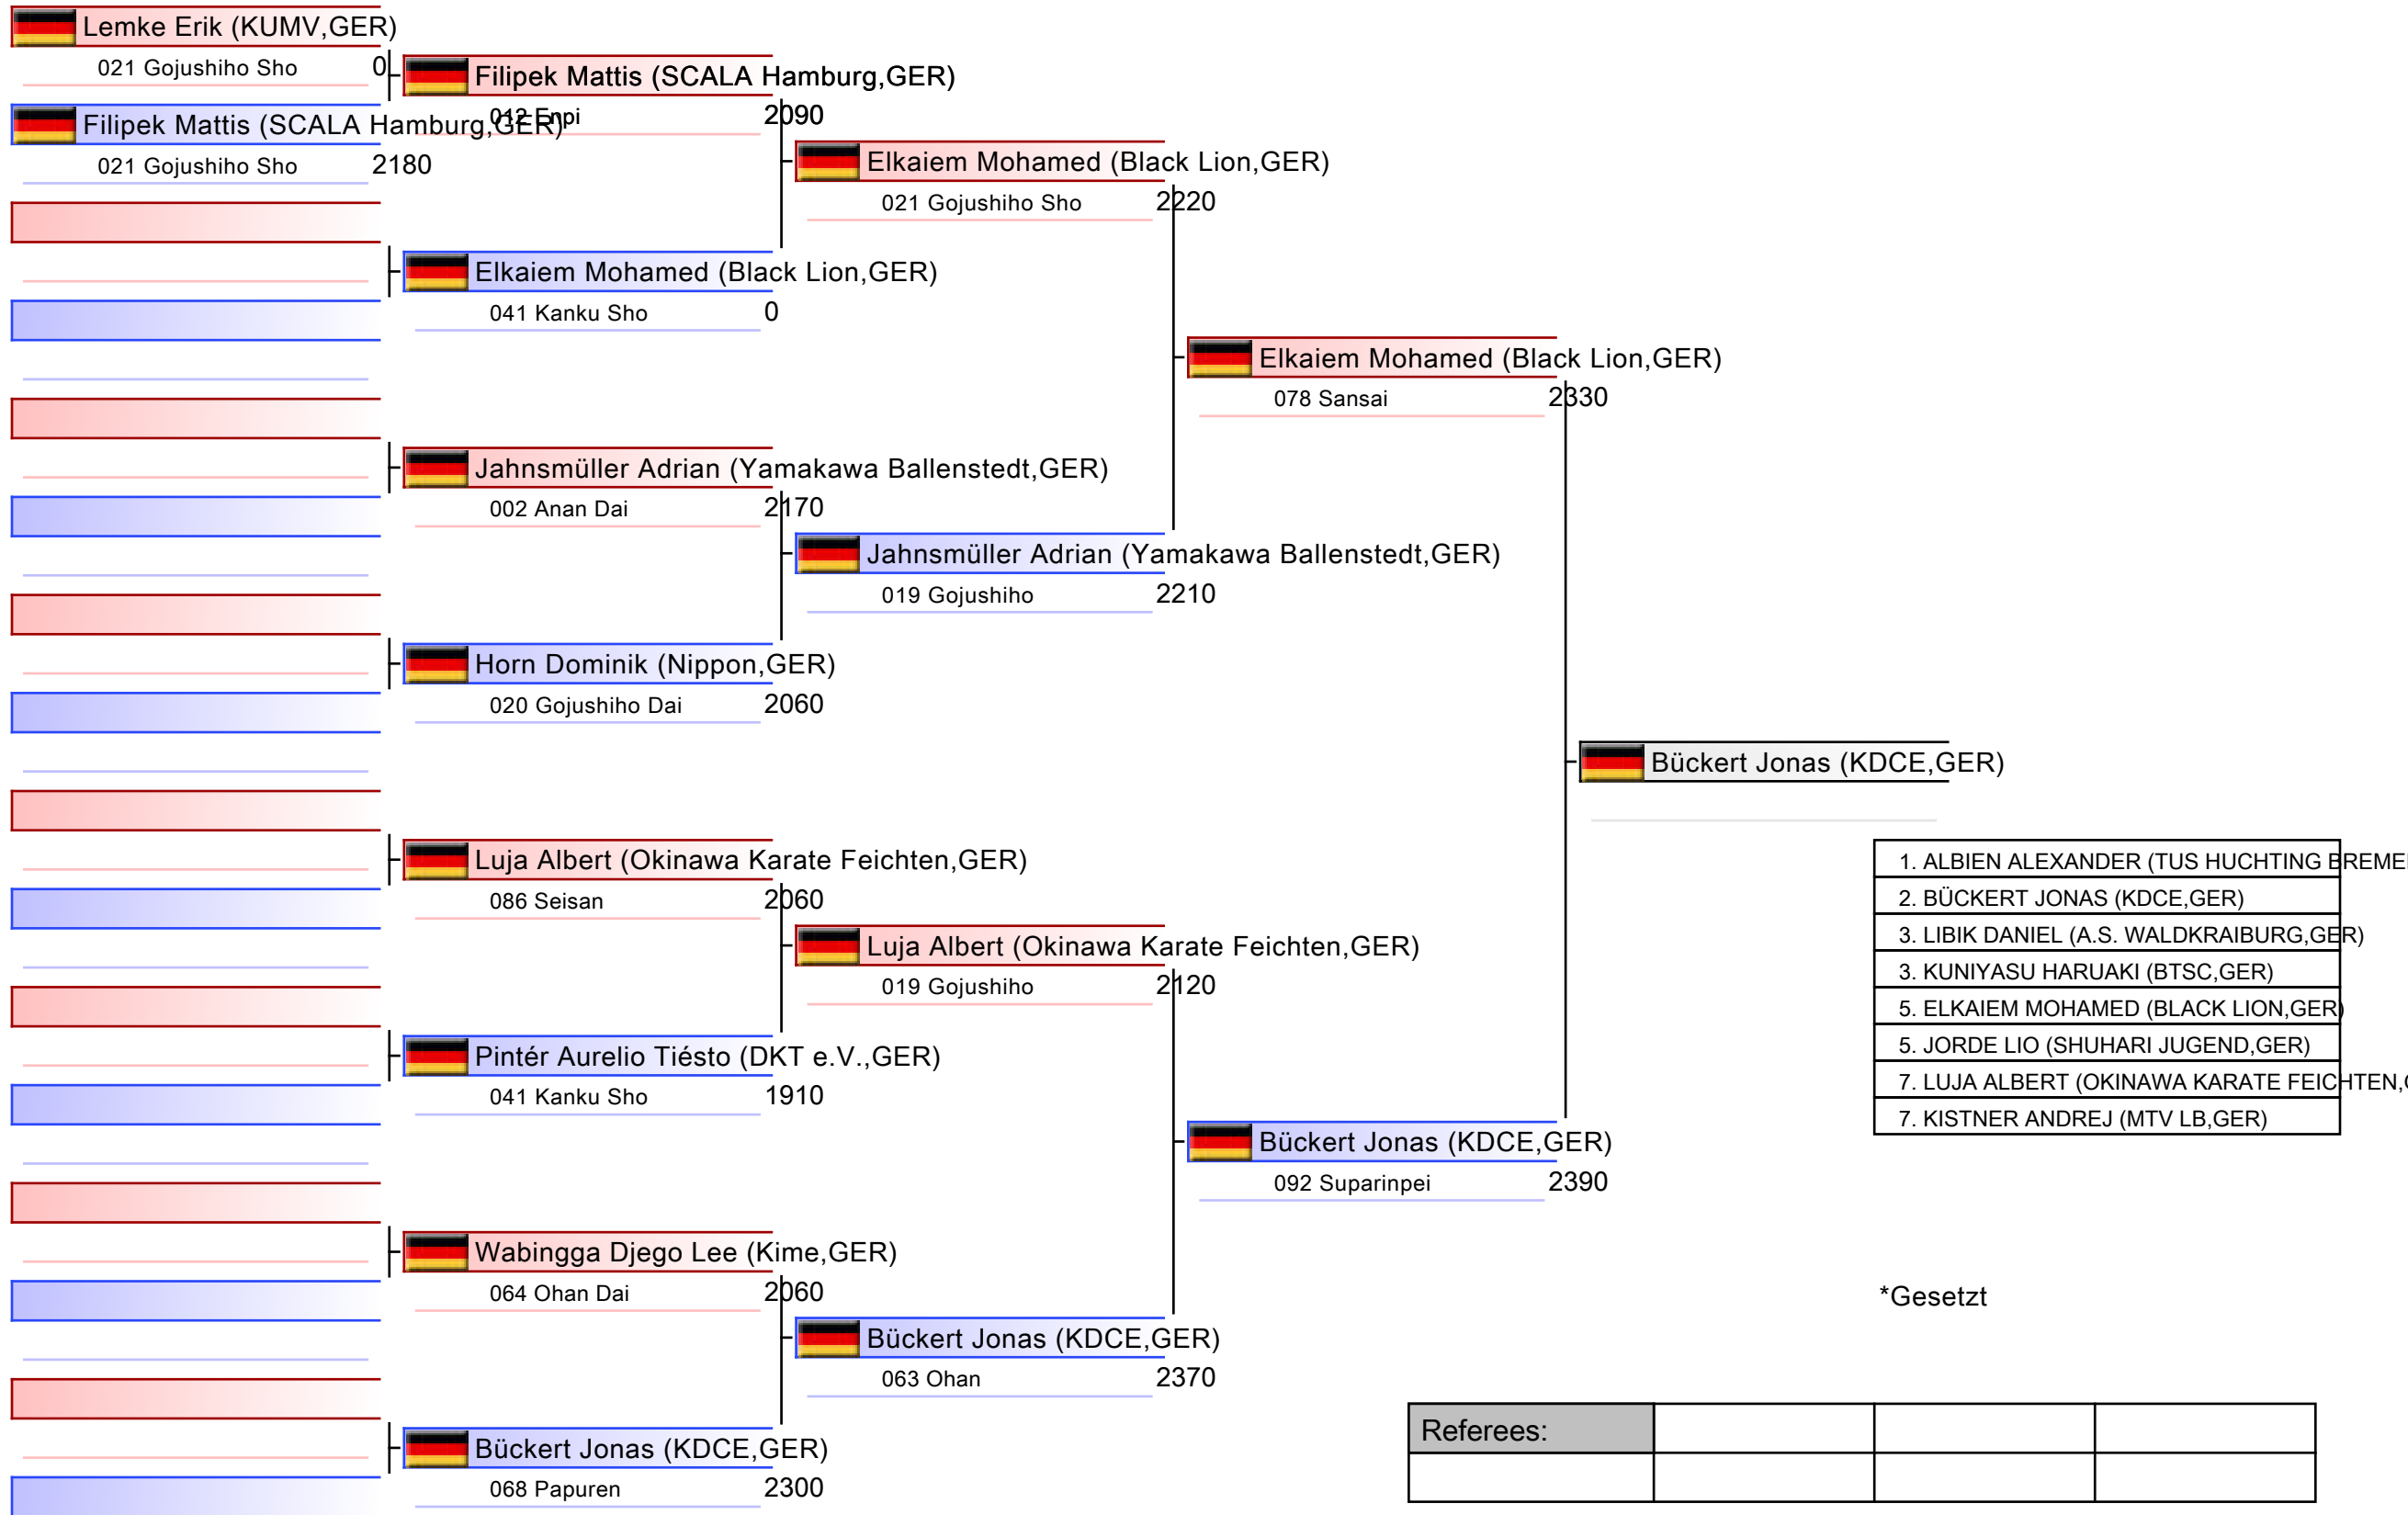 Lemke Erik (KUMV,GER)
021 Gojushiho Sho 0
Filipek Mattis (SCALA Hamburg,GER)
021 Gojushiho Sho 2180
Filipek Mattis (SCALA Hamburg,GER)
012 Enpi 2090
Elkaiem Mohamed (Black Lion,GER)
041 Kanku Sho 0
Jahnsmüller Adrian (Yamakawa Ballenstedt,GER)
002 Anan Dai 2170
Horn Dominik (Nippon,GER)
020 Gojushiho Dai 2060
Luja Albert (Okinawa Karate Feichten,GER)
086 Seisan 2060
Pintér Aurelio Tiésto (DKT e.V.,GER)
041 Kanku Sho 1910
Wabingga Djego Lee (Kime,GER)
064 Ohan Dai 2060
Bückert Jonas (KDCE,GER)
068 Papuren 2300
Elkaiem Mohamed (Black Lion,GER)
021 Gojushiho Sho 2220
Jahnsmüller Adrian (Yamakawa Ballenstedt,GER)
019 Gojushiho 2210
Luja Albert (Okinawa Karate Feichten,GER)
019 Gojushiho 2120
Bückert Jonas (KDCE,GER)
063 Ohan 2370
Elkaiem Mohamed (Black Lion,GER)
078 Sansai 2330
Bückert Jonas (KDCE,GER)
092 Suparinpei 2390
Bückert Jonas (KDCE,GER)
1. ALBIEN ALEXANDER (TUS HUCHTING BREME
2. BÜCKERT JONAS (KDCE,GER)
3. LIBIK DANIEL (A.S. WALDKRAIBURG,GER)
3. KUNIYASU HARUAKI (BTSC,GER)
5. ELKAIEM MOHAMED (BLACK LION,GER)
5. JORDE LIO (SHUHARI JUGEND,GER)
7. LUJA ALBERT (OKINAWA KARATE FEICHTEN,
7. KISTNER ANDREJ (MTV LB,GER)
*Gesetzt
Referees: